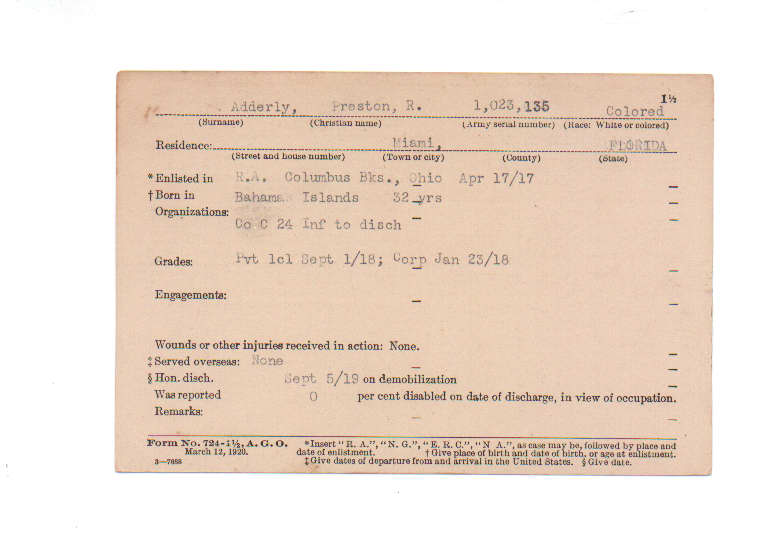 Adderly, Preston, R. 1,023,135 Colored 1½
(Surname) (Christian name) (Army serial number) (Race: White or colored)
Residence: Miami, FLORIDA
(Street and house number) (Town or city) (County) (State)
*Enlisted in R.A. Columbus Bks., Ohio Apr 17/17
†Born in Bahama Islands 32 yrs
Organizations:
Co C 24 Inf to disch
Grades: Pvt 1cl Sept 1/18; Corp Jan 23/18
Engagements:
Wounds or other injuries received in action: None.
‡Served overseas: None
§Hon. disch. Sept 5/19 on demobilization
Was reported 0 per cent disabled on date of discharge, in view of occupation.
Remarks:
Form No. 724-1½, A.G.O. *Insert "R. A.", "N. G.", "E. R. C.", "N A.", as case may be, followed by place and
March 12, 1920. date of enlistment. †Give place of birth and date of birth, or age at enlistment.
3—7688 ‡Give dates of departure from and arrival in the United States. §Give date.